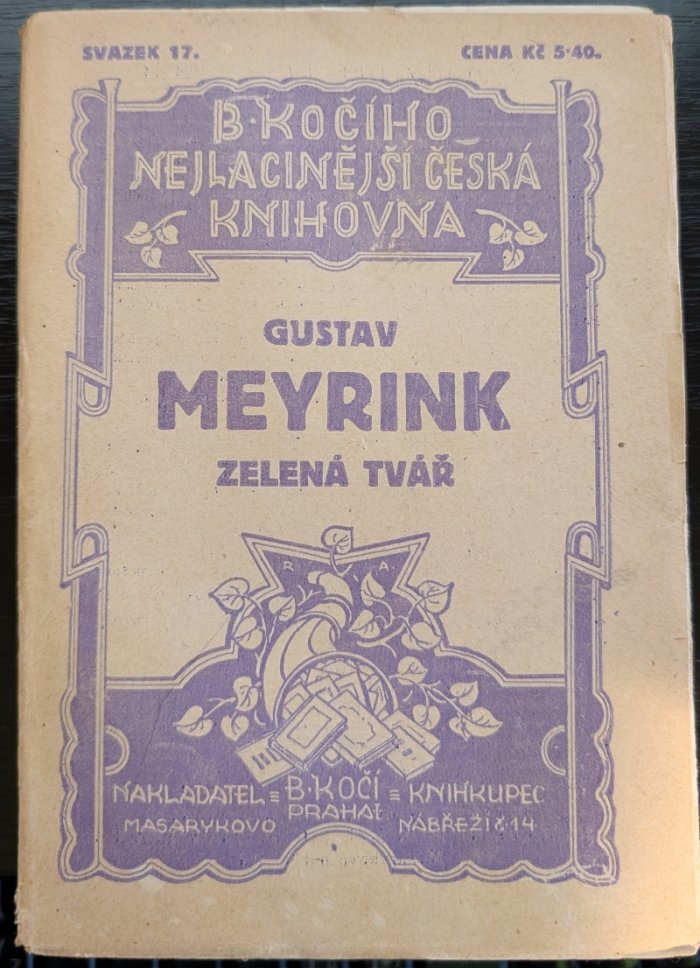 SVAZEK 17.
CENA KČ 5·40.
B·KOČÍHO
NEJLACINĚJŠÍ ČESKÁ
KNIHOVNA
GUSTAV
MEYRINK
ZELENÁ TVÁŘ
R A
NAKLADATEL = B·KOČÍ = KNIHKUPEC
PRAHA I
MASARYKOVO NÁBŘEŽÍ Č·14